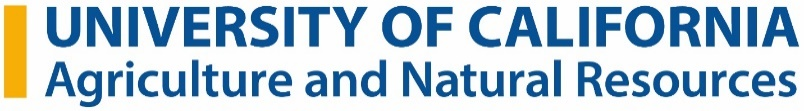 UNIVERSITY OF CALIFORNIA
Agriculture and Natural Resources